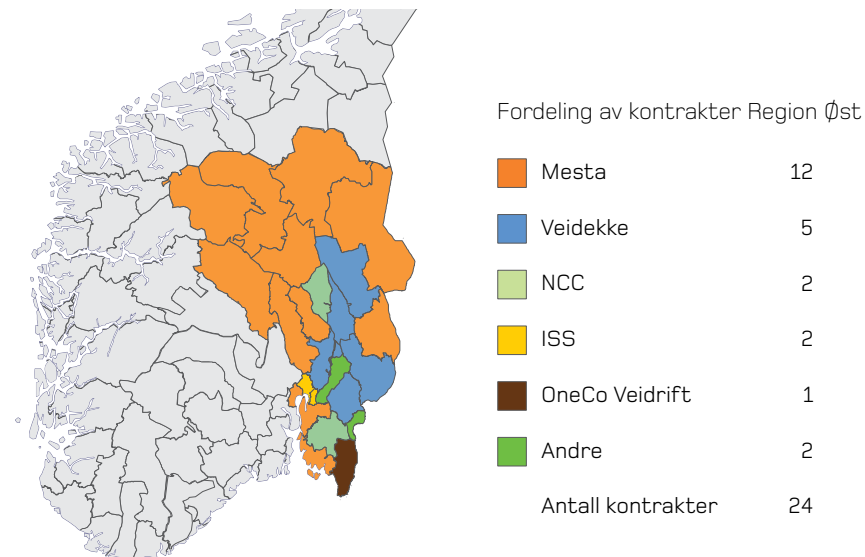 Fordeling av kontrakter Region Øst
Mesta 12
Veidekke 5
NCC 2
ISS 2
OneCo Veidrift 1
Andre 2
Antall kontrakter 24